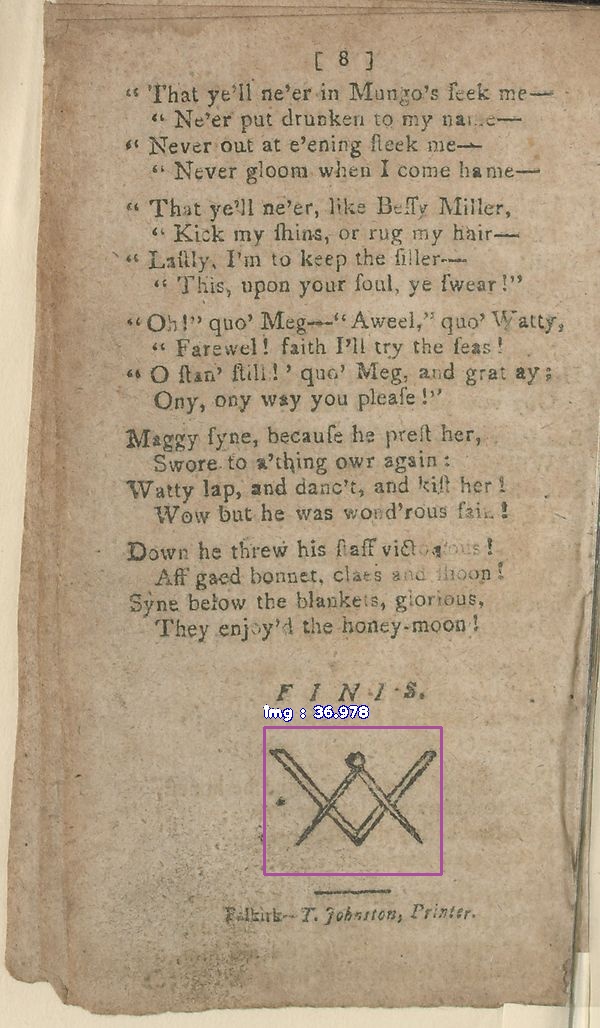 [ 8 ]
“ 'That ye'll ne'er in Mungo's ſeek me—
“ Ne'er put drunken to my name—
“ Never out at e'ening ſteek me—
“ Never gloom when I come hame—
“ That ye'll ne'er, like Beſſy Miller,
“ Kick my ſhins, or rug my hair—
“ Laſtly, I'm to keep the ſiller—
“ This, upon your ſoul, ye ſwear!”
“ Oh!” quo' Meg—“ Aweel,” quo' Watty,
“ Farewel! faith I'll try the ſeas!
“ O ſtan' ſtill!' quo' Meg, and grat ay;
Ony, ony way you pleaſe!”
Maggy ſyne, becauſe he preſt her,
Swore to a'thing owr again:
Watty lap, and danc't, and kiſt her!
Wow but he was wond'rous fain!
Down he threw his ſtaff victorious!
Aff gaed bonnet, claes and ſhoon!
Syne below the blankets, glorious,
They enjoy'd the honey-moon!
FINIS.
Img : 36.978
Falkirk—T. Johnston, Printer.